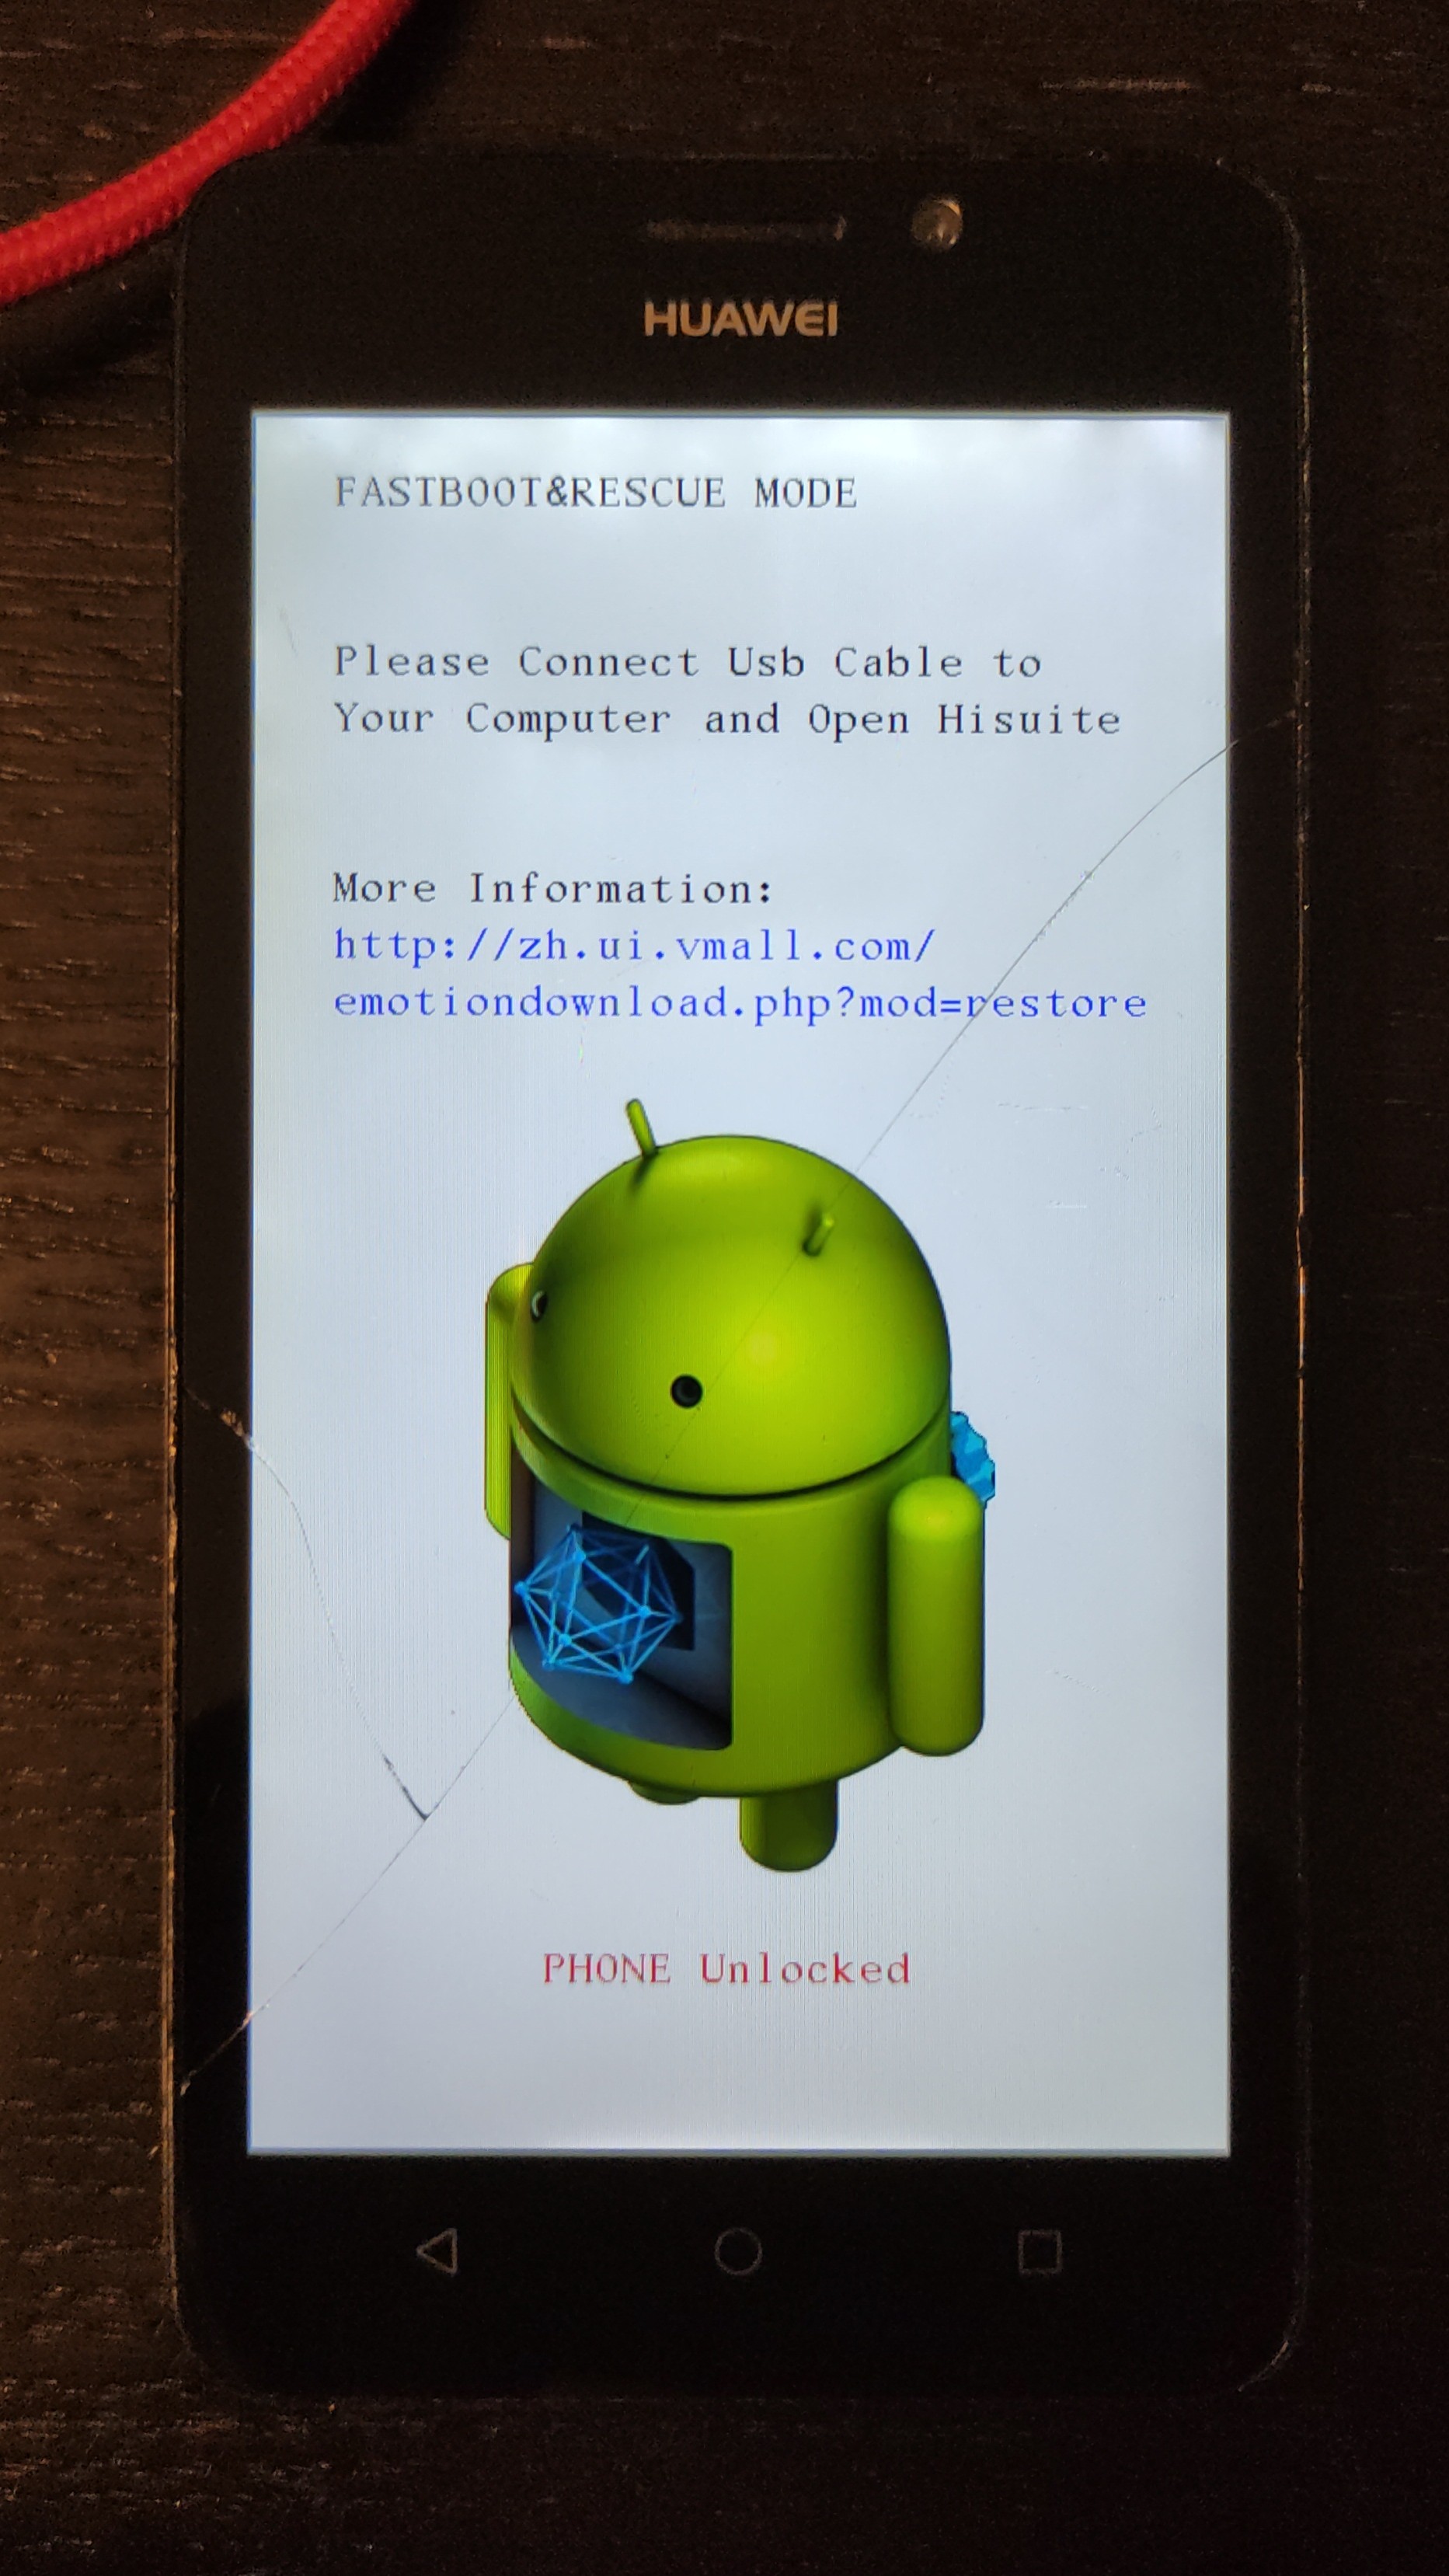 HUAWEI
FASTBOOT&RESCUE MODE
Please Connect Usb Cable to
Your Computer and Open Hisuite
More Information:
http://zh.ui.vmall.com/
emotiondownload.php?mod=restore
PHONE Unlocked